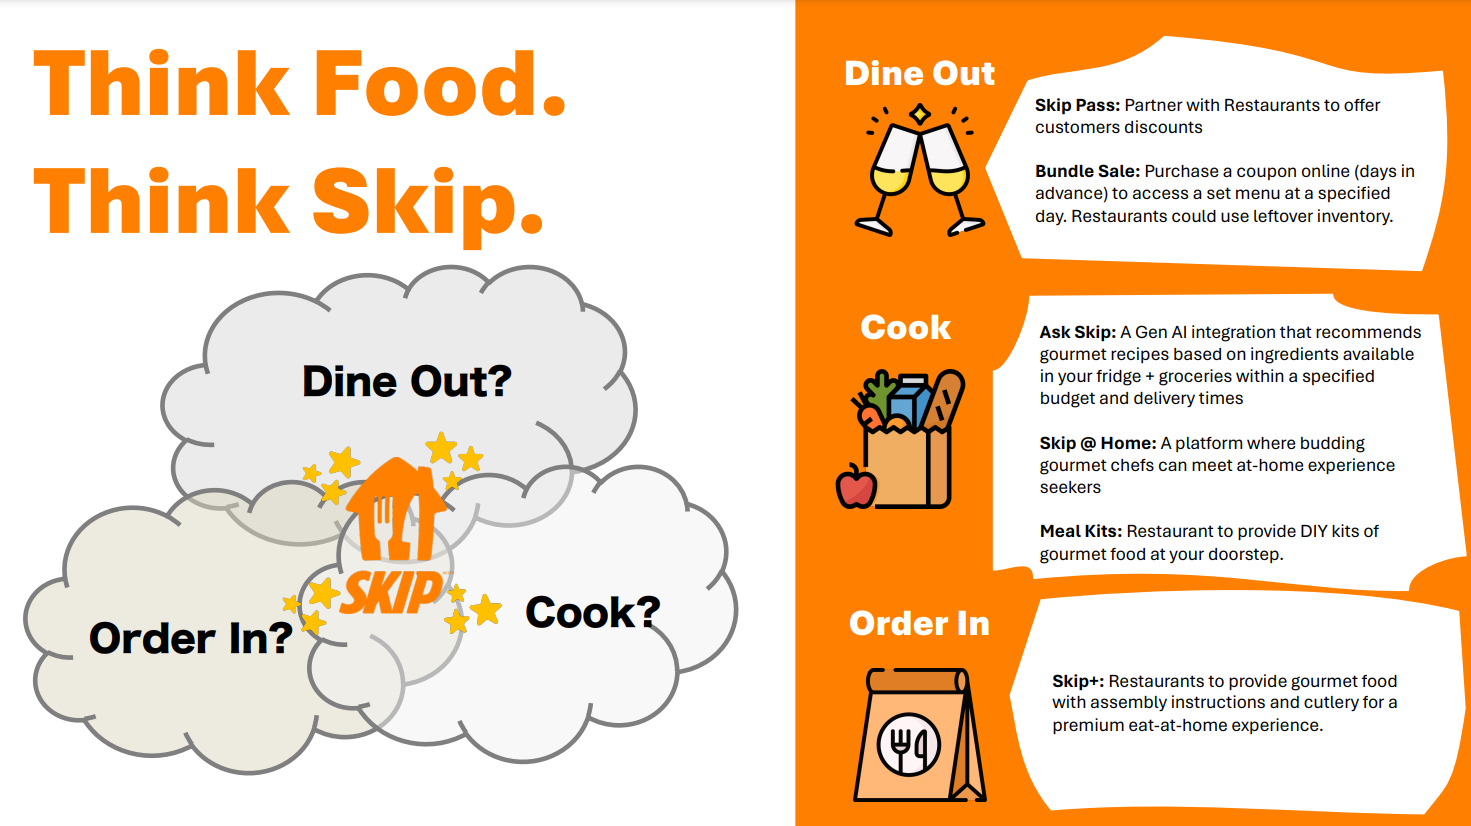 Think Food.
Think Skip.
Dine Out?
SKIP
Order In?
Cook?
Dine Out
Skip Pass: Partner with Restaurants to offer
customers discounts
Bundle Sale: Purchase a coupon online (days in
advance) to access a set menu at a specified
day. Restaurants could use leftover inventory.
Cook
Ask Skip: A Gen AI integration that recommends
gourmet recipes based on ingredients available
in your fridge + groceries within a specified
budget and delivery times
Skip @ Home: A platform where budding
gourmet chefs can meet at-home experience
seekers
Meal Kits: Restaurant to provide DIY kits of
gourmet food at your doorstep.
Order In
Skip+: Restaurants to provide gourmet food
with assembly instructions and cutlery for a
premium eat-at-home experience.